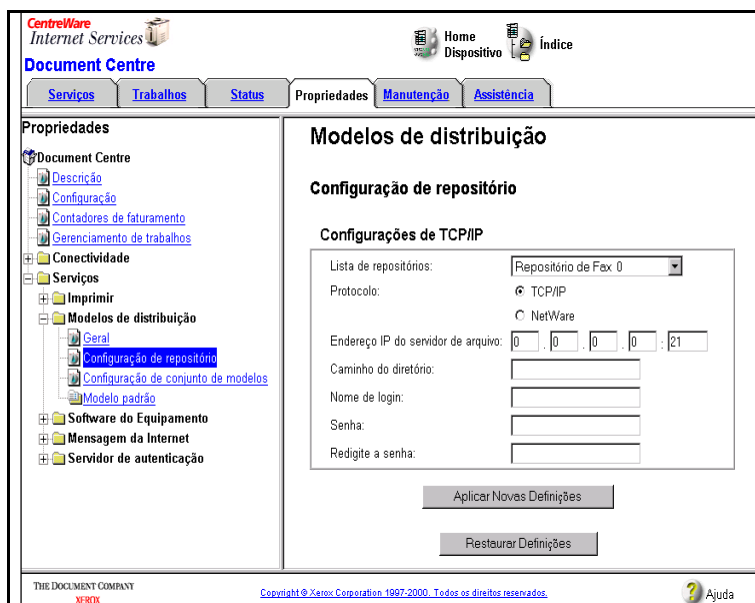 CentreWare
Internet Services
Home
Dispositivo
Índice
Document Centre
Serviços
Trabalhos
Status
Propriedades
Manutenção
Assistência
Propriedades
Document Centre
Descrição
Configuração
Contadores de faturamento
Gerenciamento de trabalhos
Conectividade
Serviços
Imprimir
Modelos de distribuição
Geral
Configuração de repositório
Configuração de conjunto de modelos
Modelo padrão
Software do Equipamento
Mensagem da Internet
Servidor de autenticação
Modelos de distribuição
Configuração de repositório
Configurações de TCP/IP
Lista de repositórios: Repositório de Fax 0
Protocolo: TCP/IP
NetWare
Endereço IP do servidor de arquivo: 0 . 0 . 0 . 0 : 21
Caminho do diretório:
Nome de login:
Senha:
Redigite a senha:
Aplicar Novas Definições
Restaurar Definições
THE DOCUMENT COMPANY
XEROX
Copyright © Xerox Corporation 1997-2000. Todos os direitos reservados.
Ajuda